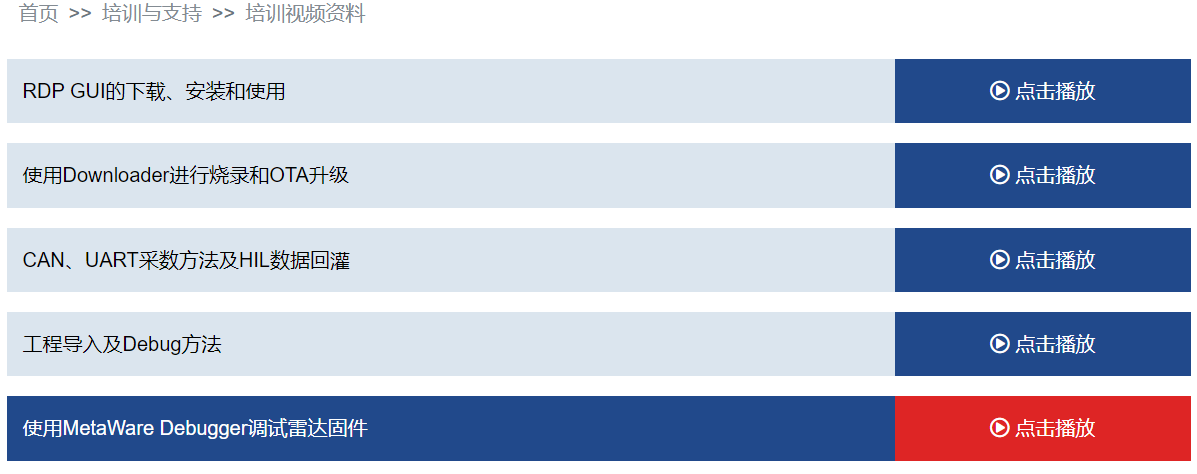 首页 >> 培训与支持 >> 培训视频资料
RDP GUI的下载、安装和使用 点击播放
使用Downloader进行烧录和OTA升级 点击播放
CAN、UART采数方法及HIL数据回灌 点击播放
工程导入及Debug方法 点击播放
使用MetaWare Debugger调试雷达固件 点击播放